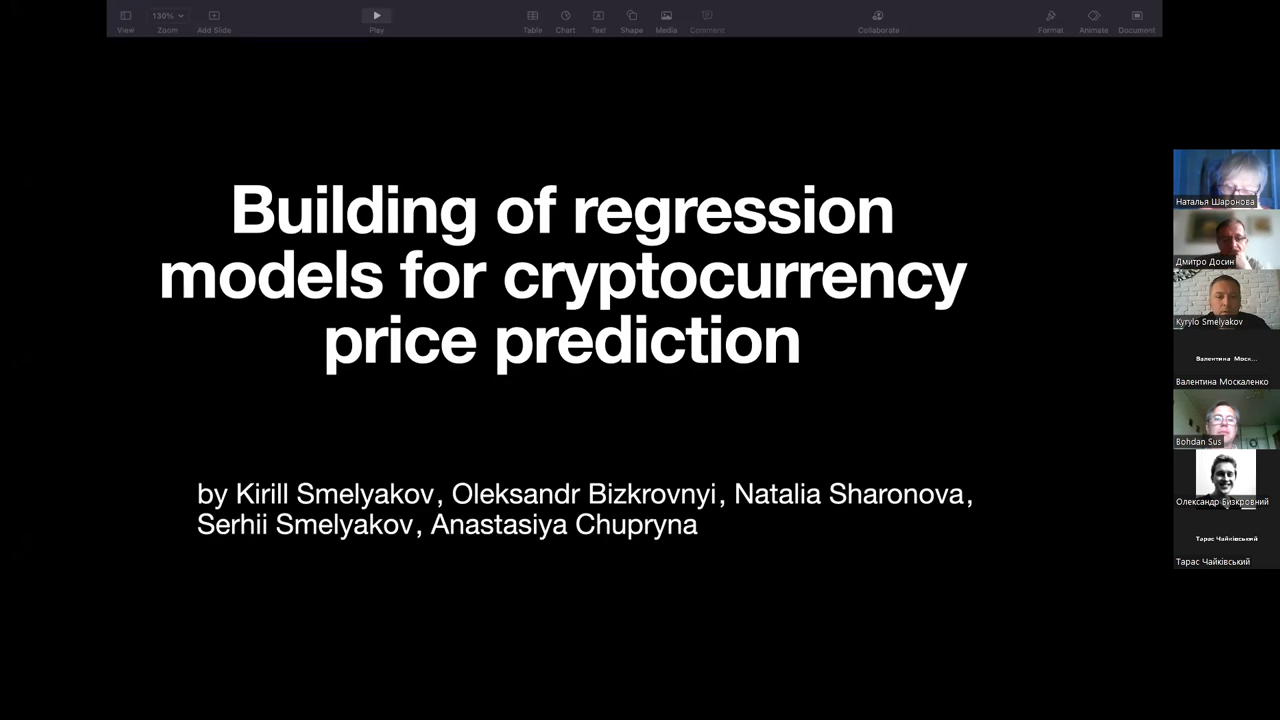 View
130%
Zoom
Add Slide
Play
Table
Chart
Text
Shape
Media
Comment
Collaborate
Format
Animate
Document
Building of regression
models for cryptocurrency
price prediction
by Kirill Smelyakov, Oleksandr Bizkrovnyi, Natalia Sharonova,
Serhii Smelyakov, Anastasiya Chupryna
Наталья Шаронова
Дмитро Досин
Kyrylo Smelyakov
Валентина Моск...
Валентина Москаленко
Bohdan Sus
Олександр Бизкровний
Тарас Чайківський
Тарас Чайківський